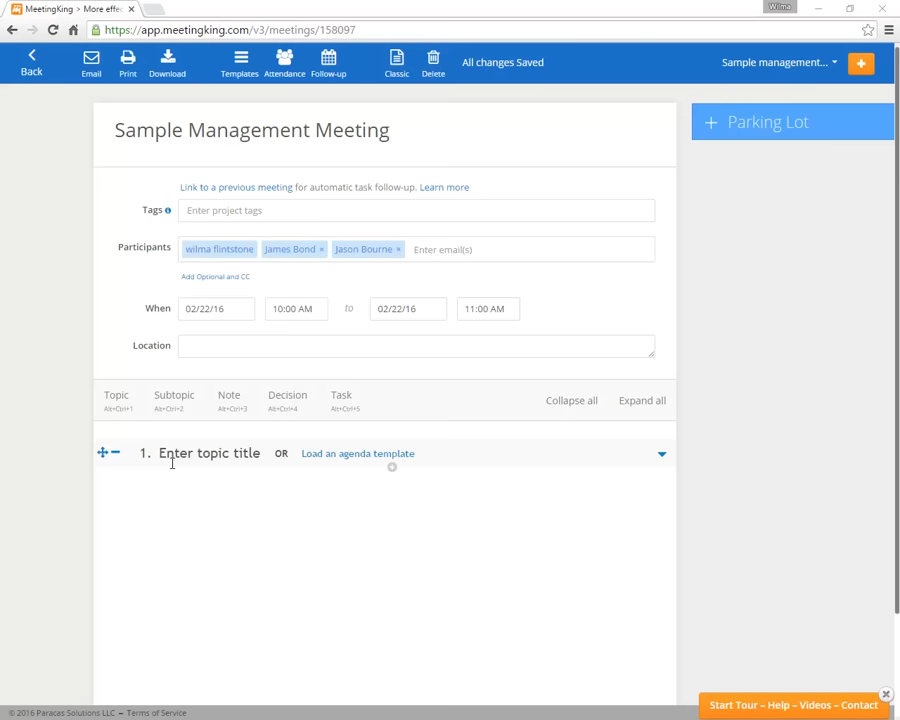 MeetingKing > More effec
Wilma
https://app.meetingking.com/v3/meetings/158097
Back
Email
Print
Download
Templates
Attendance
Follow-up
Classic
Delete
All changes Saved
Sample management...
Sample Management Meeting
+ Parking Lot
Link to a previous meeting for automatic task follow-up. Learn more
Tags
Enter project tags
Participants
wilma flintstone
James Bond ×
Jason Bourne ×
Enter email(s)
Add Optional and CC
When
02/22/16
10:00 AM
to
02/22/16
11:00 AM
Location
Topic
Alt+Ctrl+1
Subtopic
Alt+Ctrl+2
Note
Alt+Ctrl+3
Decision
Alt+Ctrl+4
Task
Alt+Ctrl+5
Collapse all
Expand all
1. Enter topic title OR Load an agenda template
Start Tour – Help – Videos – Contact
© 2016 Paracas Solutions LLC – Terms of Service